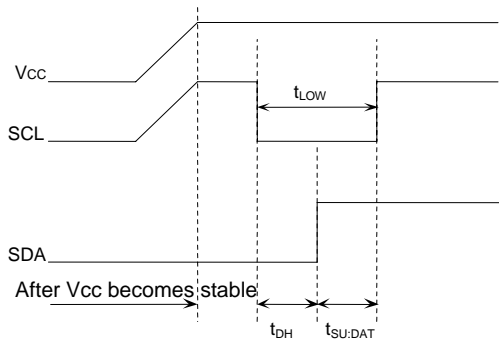 VCC
tLOW
SCL
SDA
After Vcc becomes stable
tDH
tSU:DAT